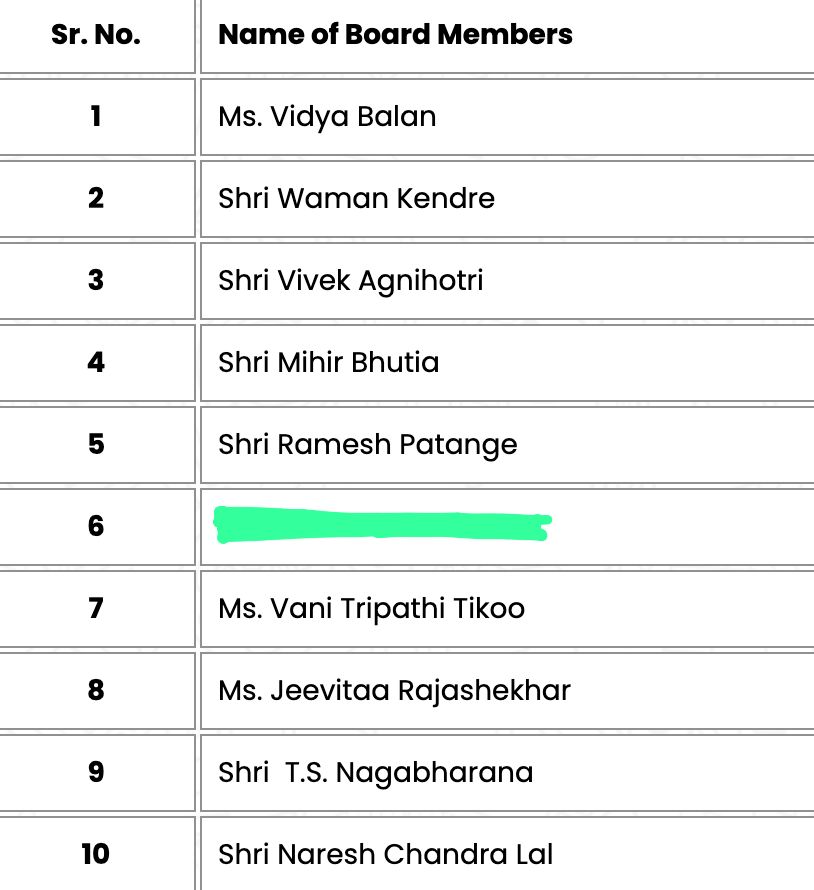 Sr. No. Name of Board Members
1 Ms. Vidya Balan
2 Shri Waman Kendre
3 Shri Vivek Agnihotri
4 Shri Mihir Bhutia
5 Shri Ramesh Patange
6
7 Ms. Vani Tripathi Tikoo
8 Ms. Jeevitaa Rajashekhar
9 Shri  T.S. Nagabharana
10 Shri Naresh Chandra Lal